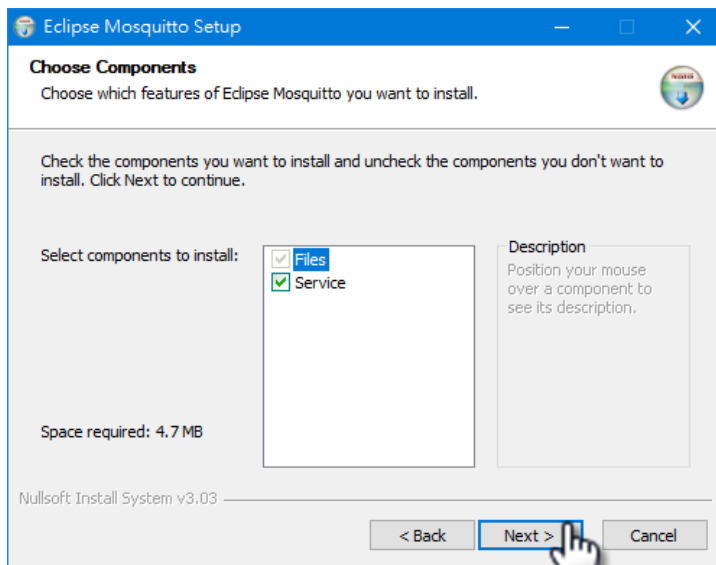 Eclipse Mosquitto Setup
Choose Components
Choose which features of Eclipse Mosquitto you want to install.
Check the components you want to install and uncheck the components you don't want to
install. Click Next to continue.
Select components to install:
Files
Service
Description
Position your mouse
over a component to
see its description.
Space required: 4.7 MB
Nullsoft Install System v3.03
< Back
Next >
Cancel